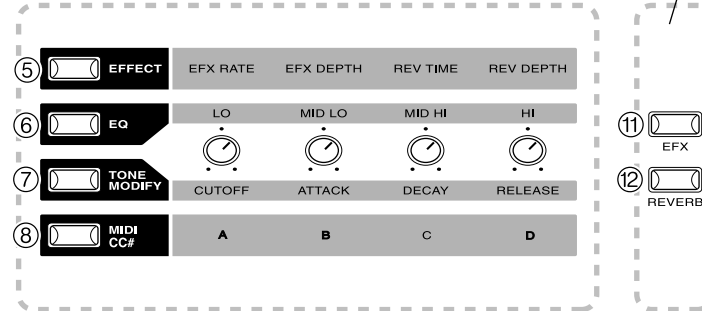 ⑤ EFFECT EFX RATE EFX DEPTH REV TIME REV DEPTH
⑥ EQ LO MID LO MID HI HI
⑪ EFX
⑦ TONE MODIFY CUTOFF ATTACK DECAY RELEASE
⑫ REVERB
⑧ MIDI CC# A B C D